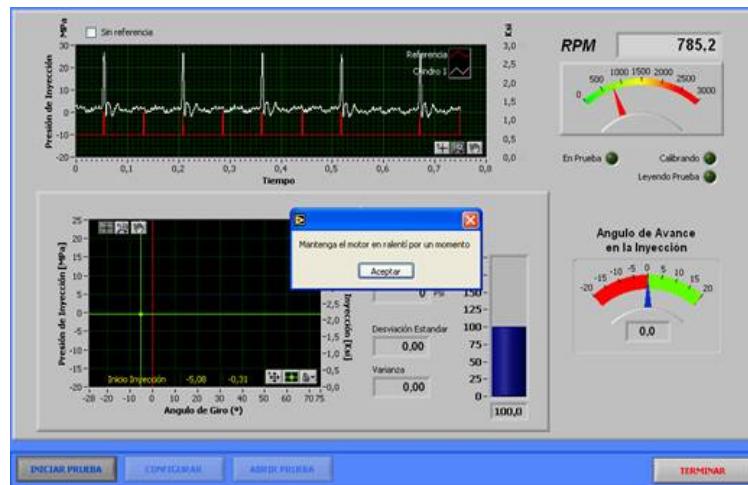 Sin referencia
Presión de Inyección
MPa
30
20
10
0
-10
-20
Referencia
Cilindro 1
Ksi
3,0
2,5
2,0
1,5
1,0
0,5
0,0
0 0,1 0,2 0,3 0,4 0,5 0,6 0,7 0,8
Tiempo
RPM 785,2
0 500 1000 1500 2000 2500 3000
En Prueba Calibrando
Leyendo Prueba
Presión de Inyección [MPa]
25
20
15
10
5
0
-5
-10
-15
-20
Inicio Inyección -5,08 -0,31
-28 -20 -10 0 10 20 30 40 50 60 70 75
Angulo de Giro (º)
Inyección [Ksi]
-3,0
-2,5
-2,0
-1,5
-1,0
-0,5
-0,0
Mantenga el motor en ralentí por un momento
Aceptar
0 PSI
Desviación Estandar
0,00
Varianza
0,00
150
125
100
75
50
25
0
100,0
Angulo de Avance
en la Inyección
-20 -15 -10 -5 0 5 10 15 20
0,0
INICIAR PRUEBA CONFIGURAR ABRIR PRUEBA TERMINAR